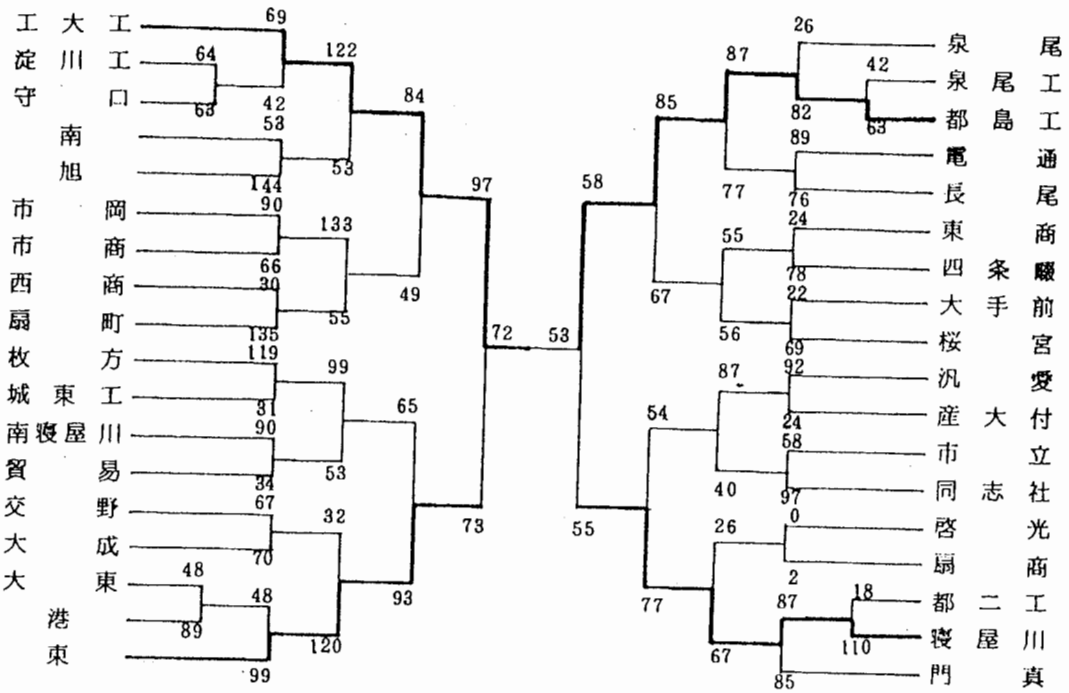 工大工
淀川工
守口
南
旭
市岡
市商
西商
扇町
枚方
城東工
南寝屋川
貿易
交野
大成
大東
港
東
69
64
63
42
53
144
90
66
30
135
119
31
90
34
67
70
48
89
48
99
122
53
133
55
99
53
32
120
84
49
65
93
97
73
72
53
58
55
85
67
54
77
87
77
55
56
87
40
26
67
26
82
42
63
89
76
24
78
22
69
92
24
58
97
0
2
87
85
18
110
泉尾
泉尾工
都島工
電通
長尾
東商
四条畷
大手前
桜宮
汎愛
産大付
市立
同志社
啓光
扇商
都二工
寝屋川
門真